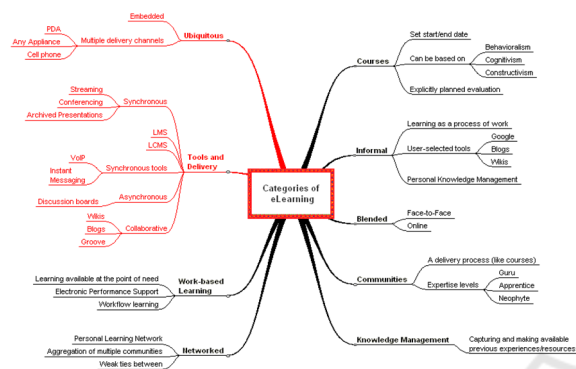 Categories of
eLearning
Ubiquitous
Embedded
Multiple delivery channels
PDA
Any Appliance
Cell phone
Tools and
Delivery
Synchronous
Streaming
Conferencing
Archived Presentations
LMS
LCMS
Synchronous tools
VoIP
Instant
Messaging
Asynchronous
Discussion boards
Collaborative
Wikis
Blogs
Groove
Work-based
Learning
Learning available at the point of need
Electronic Performance Support
Workflow learning
Networked
Personal Learning Network
Aggregation of multiple communities
Weak ties between
Courses
Set start/end date
Can be based on
Behavioralism
Cognitivism
Constructivism
Explicitly planned evaluation
Informal
Learning as a process of work
User-selected tools
Google
Blogs
Wikis
Personal Knowledge Management
Blended
Face-to-Face
Online
Communities
A delivery process (like courses)
Expertise levels
Guru
Apprentice
Neophyte
Knowledge Management
Capturing and making available
previous experiences/resources